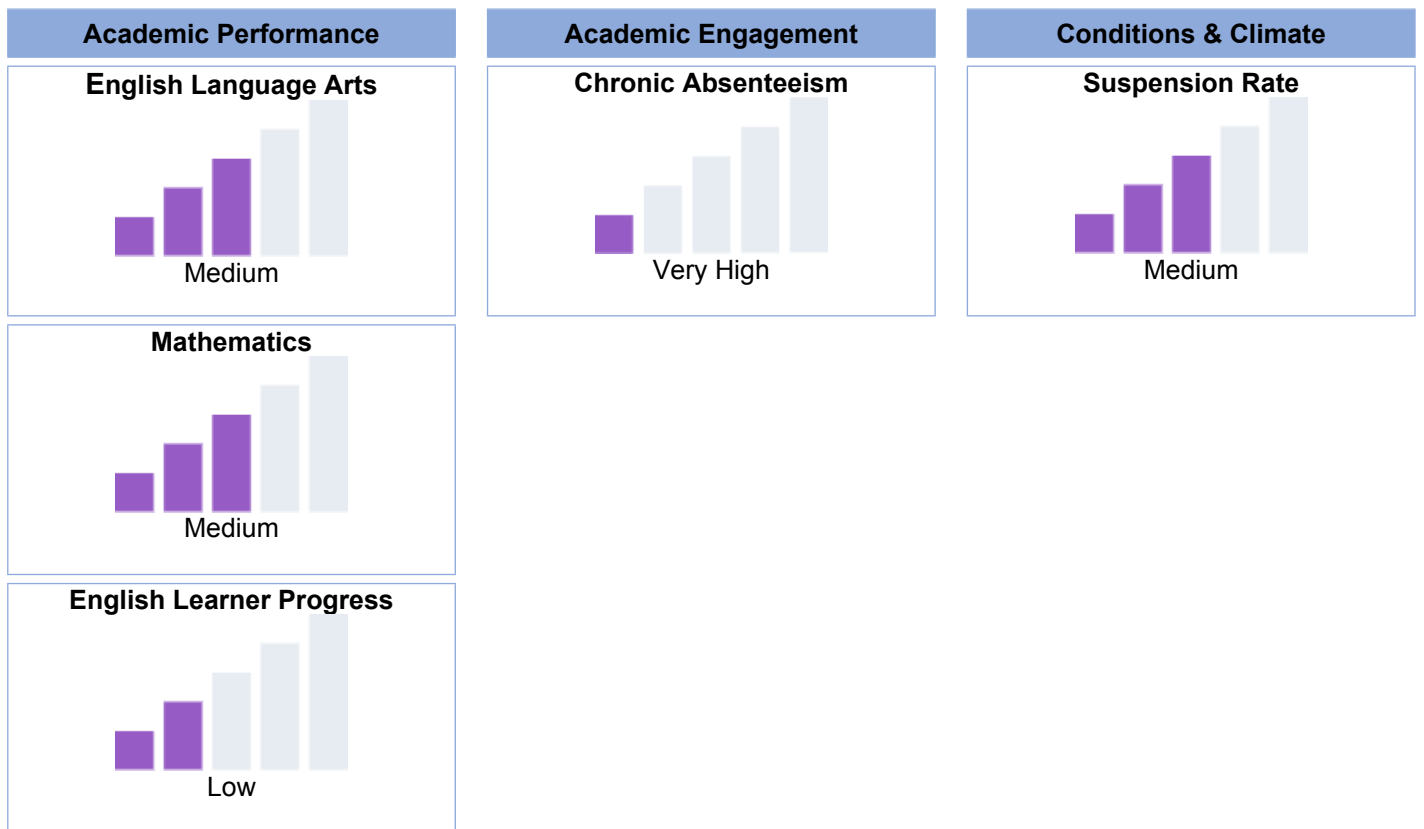 Academic Performance
Academic Engagement
Conditions & Climate
English Language Arts
Medium
Chronic Absenteeism
Very High
Suspension Rate
Medium
Mathematics
Medium
English Learner Progress
Low